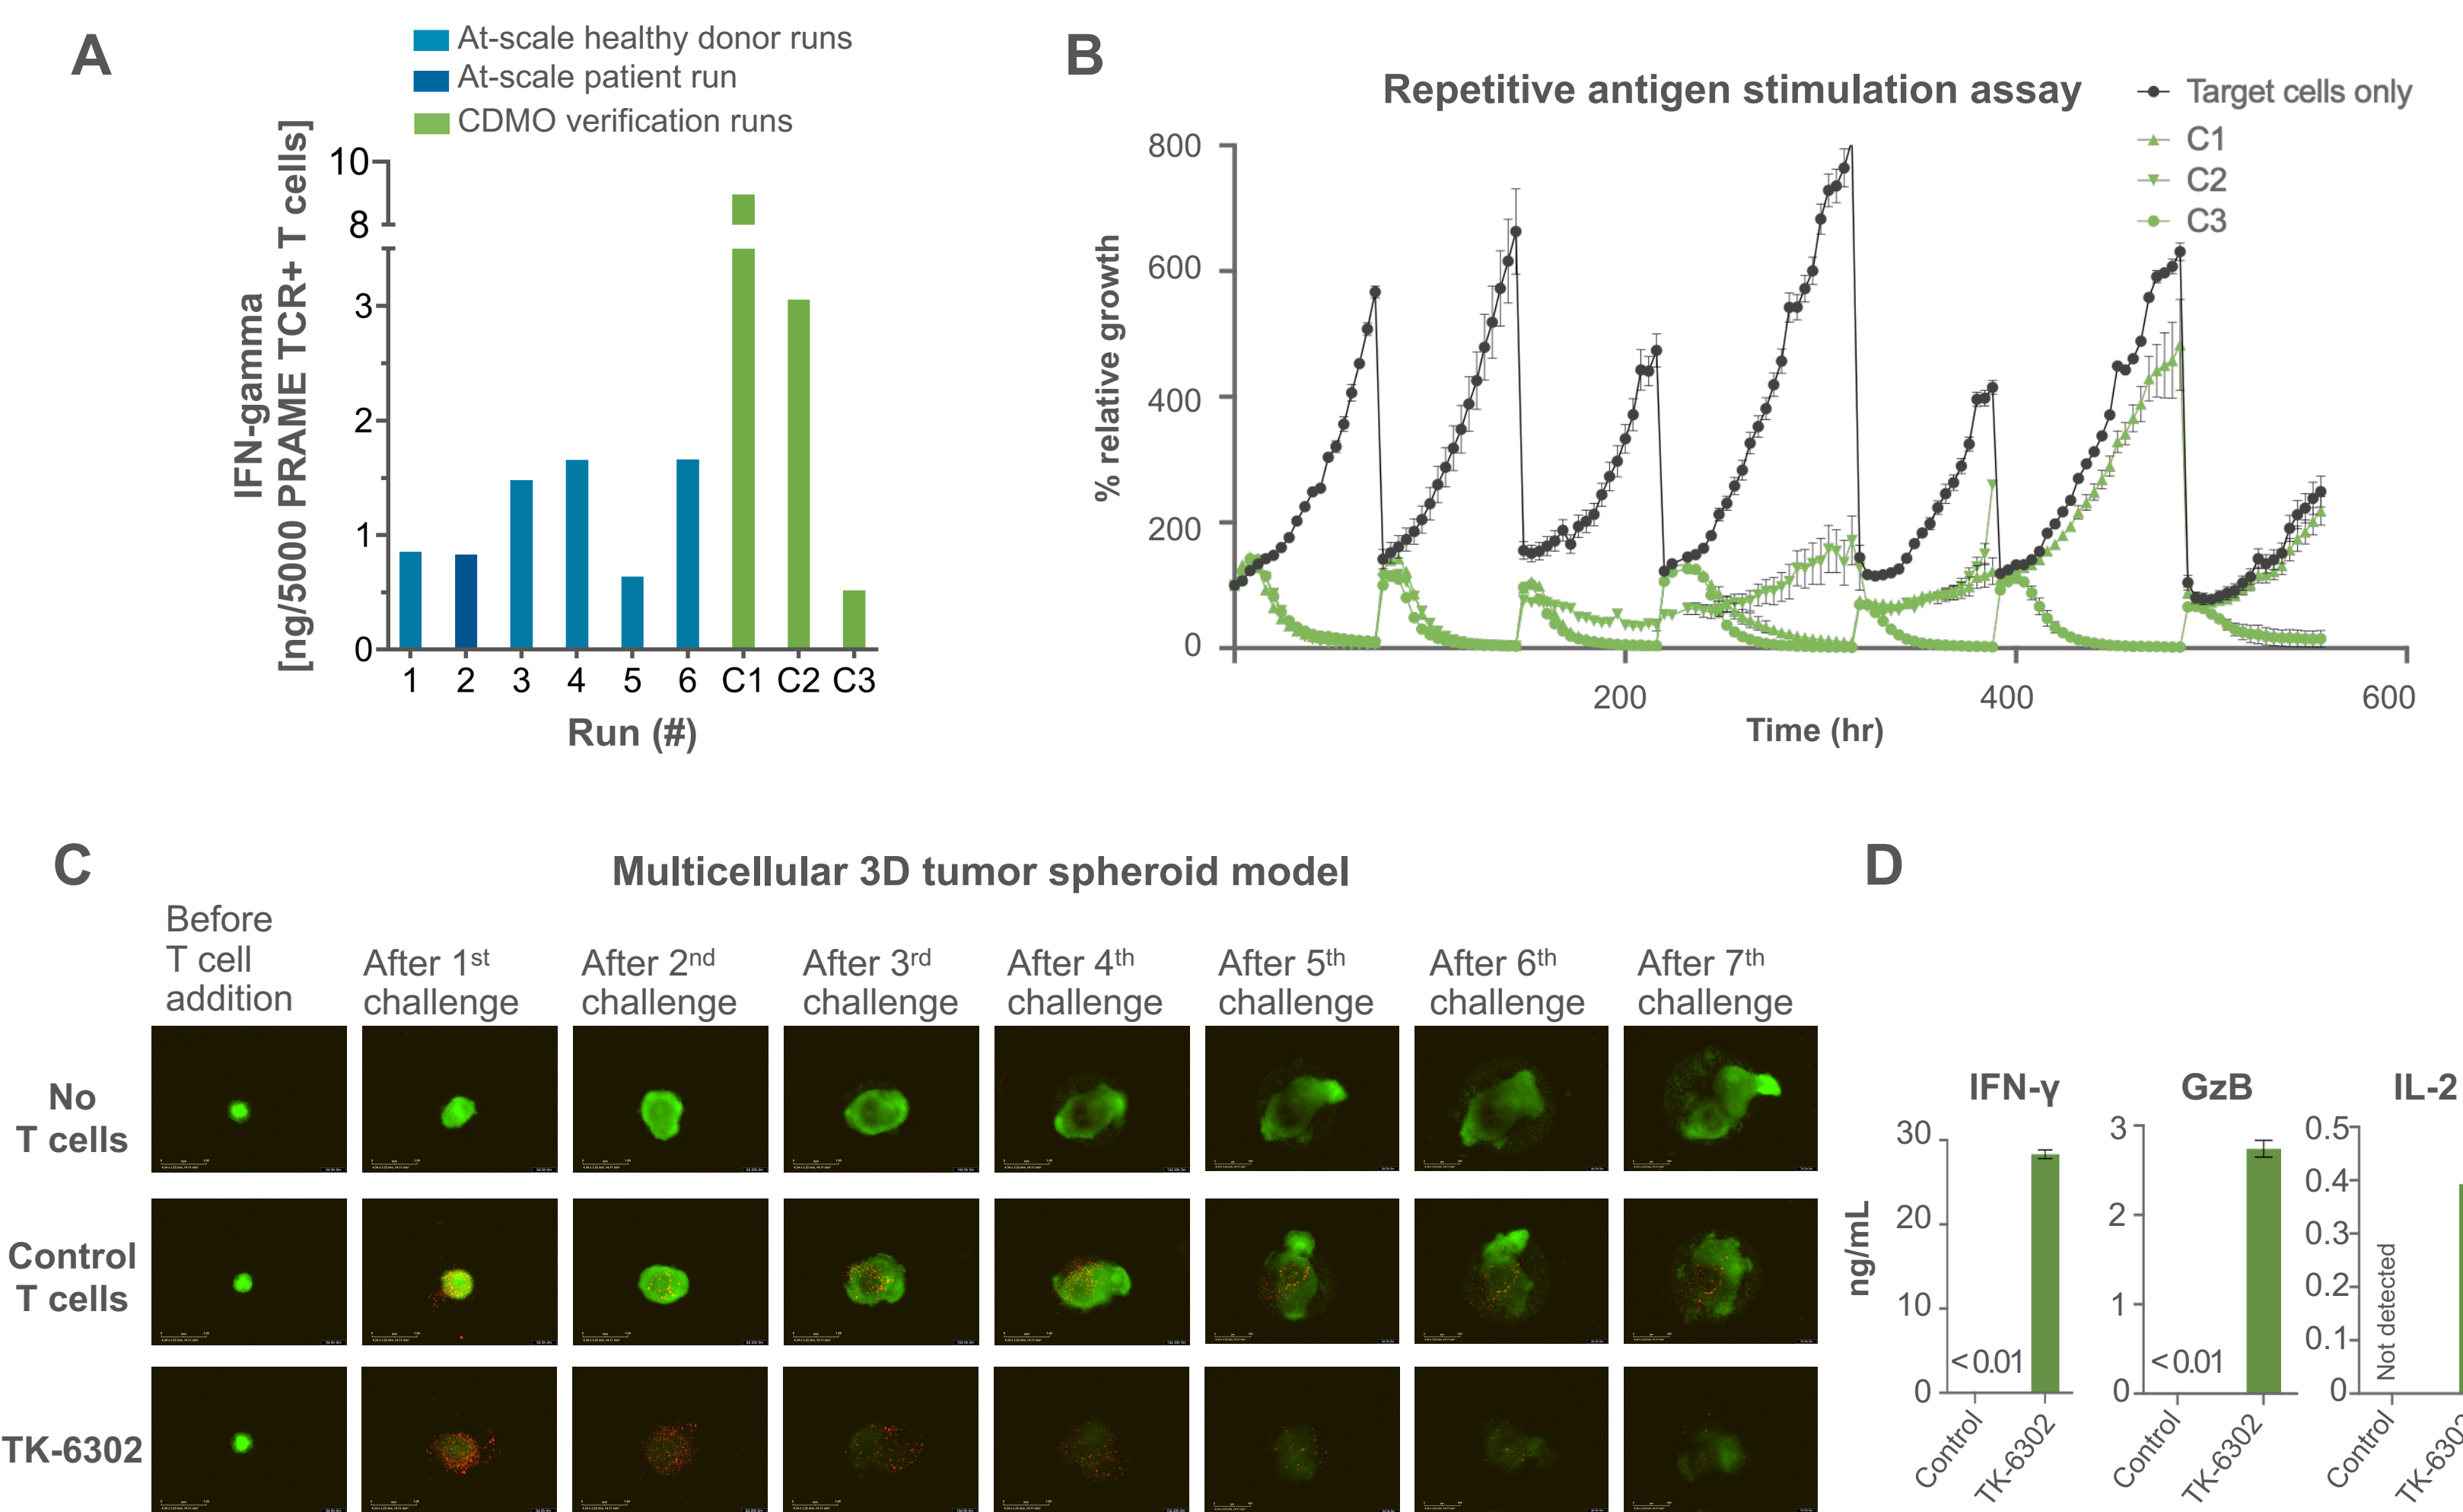 A
At-scale healthy donor runs
At-scale patient run
CDMO verification runs
IFN-gamma
[ng/5000 PRAME TCR+ T cells]
10
8
3
2
1
0
1 2 3 4 5 6 C1 C2 C3
Run (#)
B
Repetitive antigen stimulation assay
Target cells only
C1
C2
C3
% relative growth
800
600
400
200
0
200 400 600
Time (hr)
C
Multicellular 3D tumor spheroid model
Before
T cell
addition
After 1st
challenge
After 2nd
challenge
After 3rd
challenge
After 4th
challenge
After 5th
challenge
After 6th
challenge
After 7th
challenge
No
T cells
Control
T cells
TK-6302
D
ng/mL
IFN-γ
30
20
10
0
<0.01
Control
TK-6302
GzB
3
2
1
0
<0.01
Control
TK-6302
IL-2
0.5
0.4
0.3
0.2
0.1
0
Not detected
Control